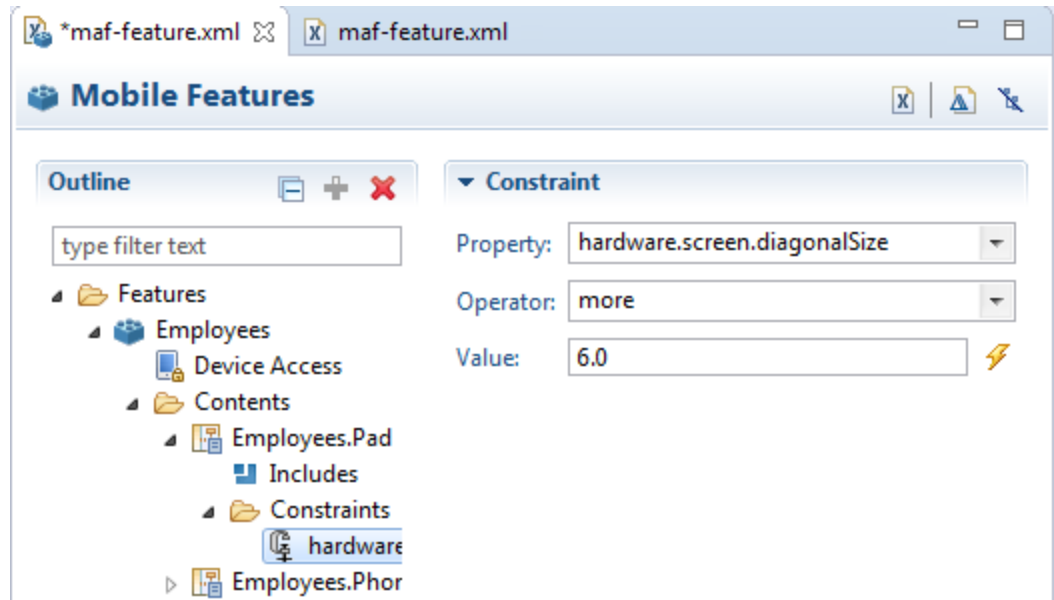 *maf-feature.xml maf-feature.xml
Mobile Features
Outline
type filter text
Features
Employees
Device Access
Contents
Employees.Pad
Includes
Constraints
hardware
Employees.Phor
Constraint
Property: hardware.screen.diagonalSize
Operator: more
Value: 6.0